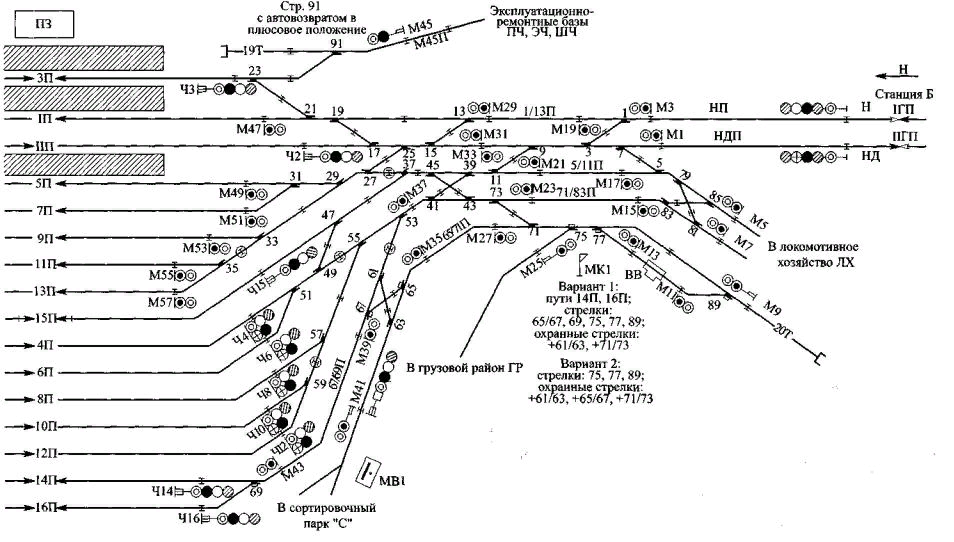 ПЗ
Стр. 91
с автовозвратом в
плюсовое положение
М45
М45П
Эксплуатационно-
ремонтные базы
ПЧ, ЭЧ, ШЧ
91
19Т
23
3П
Ч3
Н
Станция Б
21
19
13
М29
1/13П
1
М3
НП
Н
1ГП
1П
М47
М31
М19
М1
НДП
IIП
Ч2
17
25
15
М33
9
3
7
НД
IIГП
М21
5/11П
5
37
45
39
11
79
5П
М49
31
29
27
М37
М23
71/83П
М17
85
7П
М51
41
43
73
М15
83
81
М5
47
53
М7
9П
М53
33
55
М35
69/71П
М27
71
75
77
М13
В локомотивное
хозяйство ЛХ
11П
М55
35
Ч15
49
61
М25
МК1
ВВ
13П
М57
51
65
Вариант 1:
пути 14П, 16П;
стрелки:
65/67, 69, 75, 77, 89;
охранные стрелки:
+61/63, +71/73
М11
89
М9
15П
67
63
20Т
4П
Ч4
57
М39
6П
Ч6
В грузовой район ГР
Вариант 2:
стрелки: 75, 77, 89;
охранные стрелки:
+61/63, +65/67, +71/73
8П
Ч8
59
67/69П
М41
10П
Ч10
12П
Ч12
14П
Ч14
М43
69
МВ1
16П
Ч16
В сортировочный
парк "С"